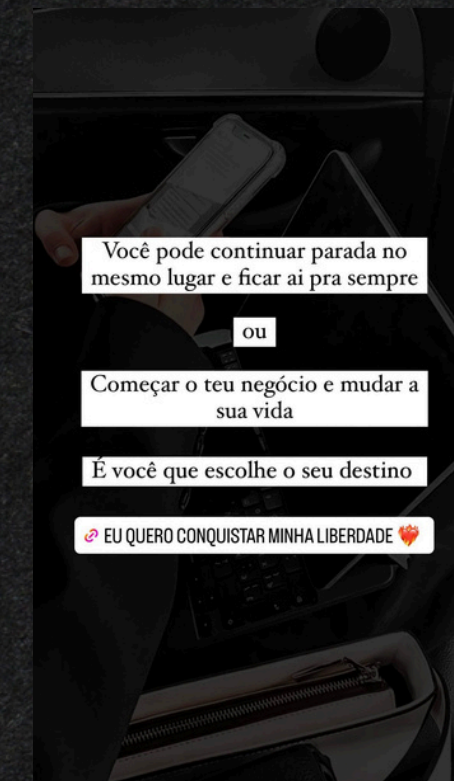 Você pode continuar parada no
mesmo lugar e ficar ai pra sempre
ou
Começar o teu negócio e mudar a
sua vida
É você que escolhe o seu destino
EU QUERO CONQUISTAR MINHA LIBERDADE ❤️‍🔥